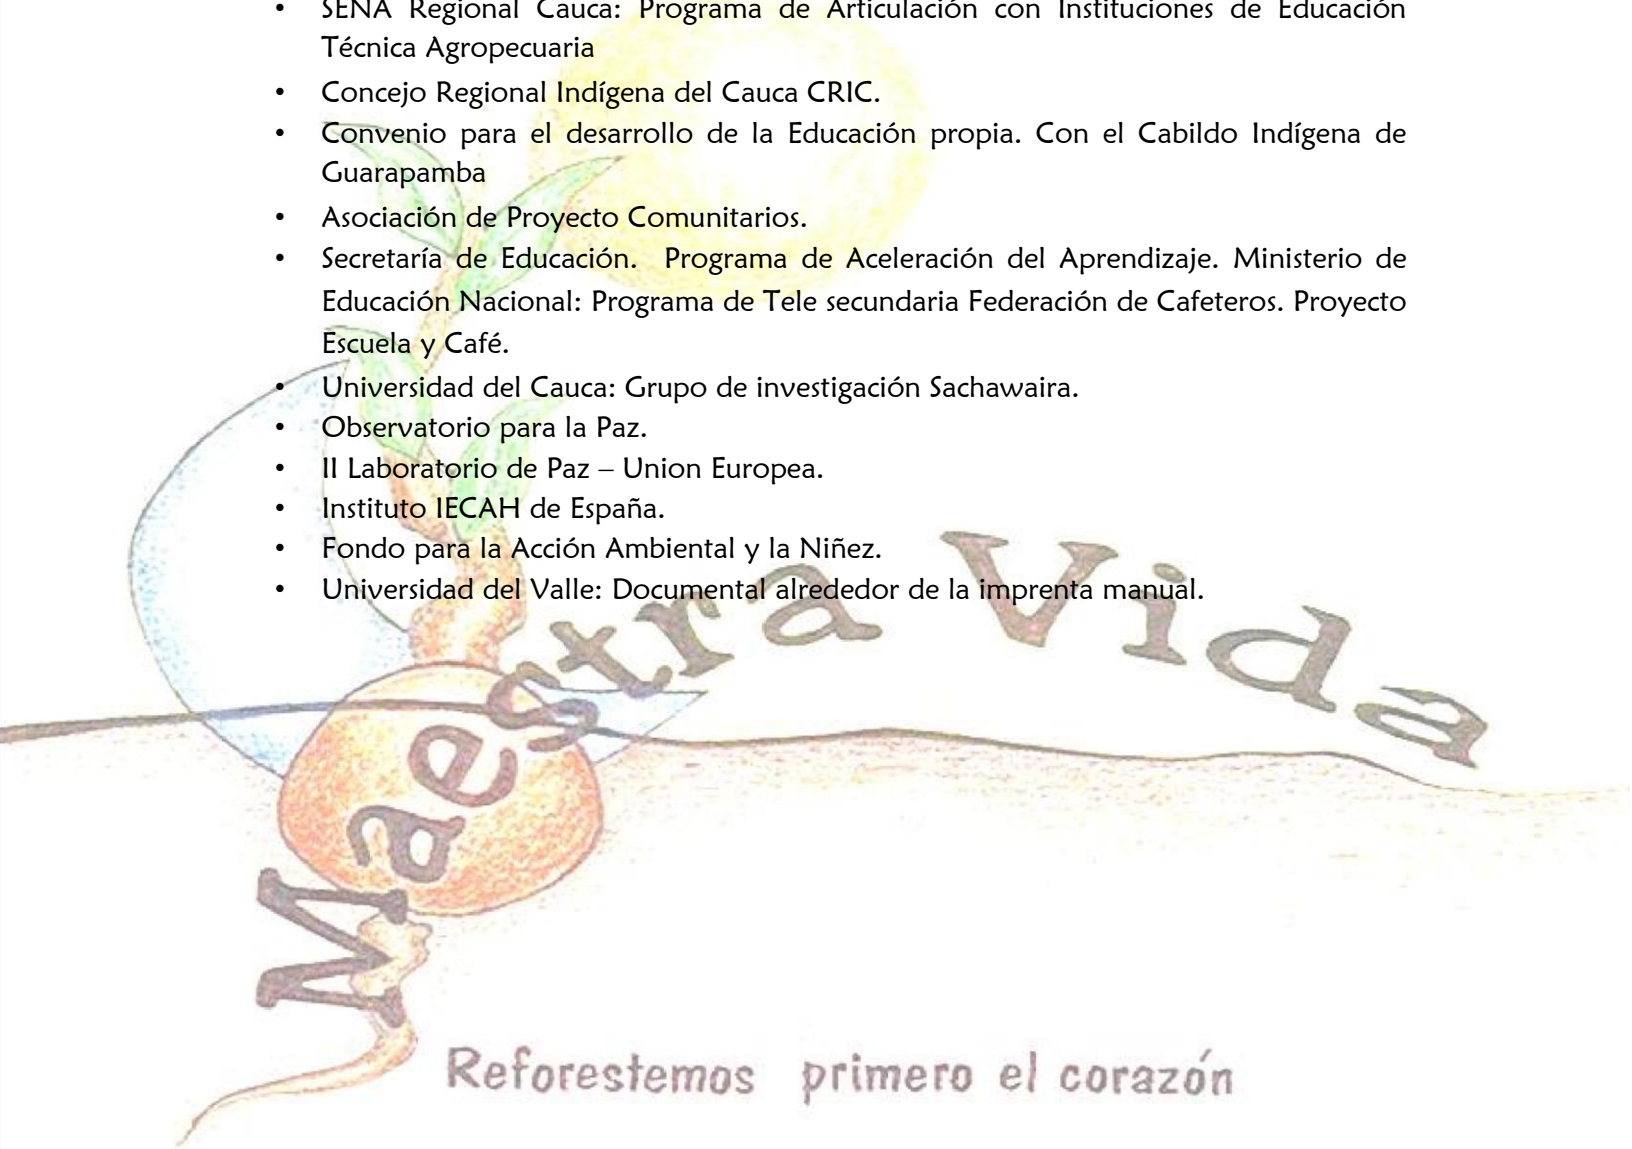 • SENA Regional Cauca: Programa de Articulación con Instituciones de Educación
Técnica Agropecuaria
• Concejo Regional Indígena del Cauca CRIC.
• Convenio para el desarrollo de la Educación propia. Con el Cabildo Indígena de
Guarapamba
• Asociación de Proyecto Comunitarios.
• Secretaría de Educación. Programa de Aceleración del Aprendizaje. Ministerio de
Educación Nacional: Programa de Tele secundaria Federación de Cafeteros. Proyecto
Escuela y Café.
• Universidad del Cauca: Grupo de investigación Sachawaira.
• Observatorio para la Paz.
• II Laboratorio de Paz – Union Europea.
• Instituto IECAH de España.
• Fondo para la Acción Ambiental y la Niñez.
• Universidad del Valle: Documental alrededor de la imprenta manual.
Maestra Vida
Reforestemos primero el corazón